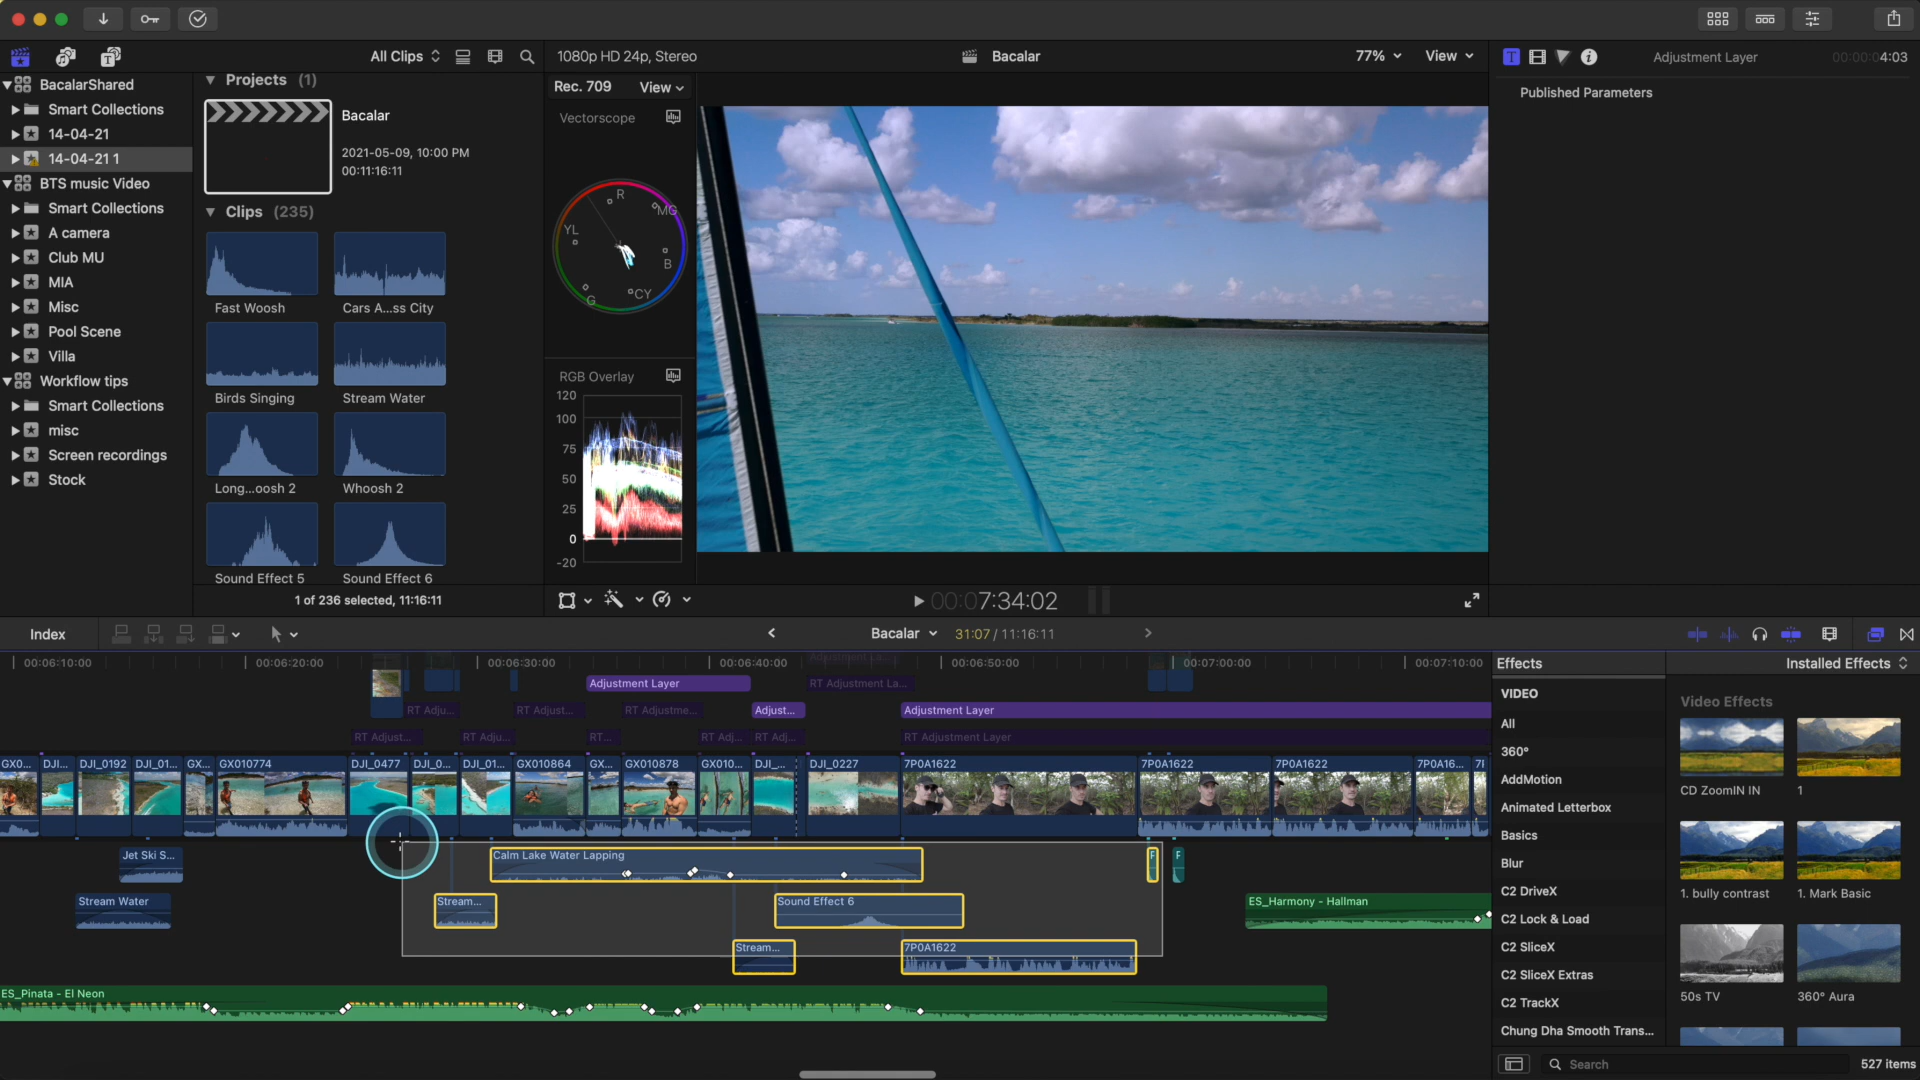 All Clips
1080p HD 24p, Stereo
Bacalar
77%
View
Adjustment Layer
00:00:04:03
BacalarShared
Smart Collections
14-04-21
14-04-21 1
BTS music Video
Smart Collections
A camera
Club MU
MIA
Misc
Pool Scene
Villa
Workflow tips
Smart Collections
misc
Screen recordings
Stock
Projects (1)
Bacalar
2021-05-09, 10:00 PM
00:11:16:11
Clips (235)
Fast Woosh
Cars A...ss City
Birds Singing
Stream Water
Long...oosh 2
Whoosh 2
Sound Effect 5
Sound Effect 6
1 of 236 selected, 11:16:11
Rec. 709
View
Vectorscope
R
MG
YL
B
CY
G
RGB Overlay
120
100
75
50
25
0
-20
Published Parameters
00:07:34:02
Index
Bacalar
31:07 / 11:16:11
00:06:10:00
00:06:20:00
00:06:30:00
00:06:40:00
00:06:50:00
00:07:00:00
00:07:10:00
Adjustment Layer
RT Adjustment La...
RT Adju...
RT Adjust...
RT Adjustme...
Adjust...
Adjustment Layer
RT Adjust...
RT Adju...
RT...
RT Adj...
RT Adj...
RT Adjustment Layer
GX0...
DJI...
DJI_0192
DJI_01...
GX...
GX010774
DJI_0477
DJI_0...
DJI_01...
GX010864
GX...
GX010878
GX010...
DJI_...
DJI_0227
7P0A1622
7P0A1622
7P0A1622
7P0A16...
7I
Jet Ski S...
Calm Lake Water Lapping
F
F
Stream Water
Stream...
Sound Effect 6
ES_Harmony - Hallman
Stream...
7P0A1622
ES_Pinata - El Neon
Effects
Installed Effects
VIDEO
All
360°
AddMotion
Animated Letterbox
Basics
Blur
C2 DriveX
C2 Lock & Load
C2 SliceX
C2 SliceX Extras
C2 TrackX
Chung Dha Smooth Trans...
Video Effects
CD ZoomIN IN
1
1. bully contrast
1. Mark Basic
50s TV
360° Aura
Search
527 items